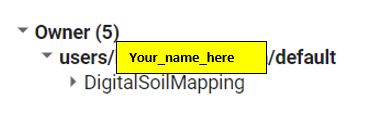 Owner (5)
users/ Your_name_here /default
DigitalSoilMapping